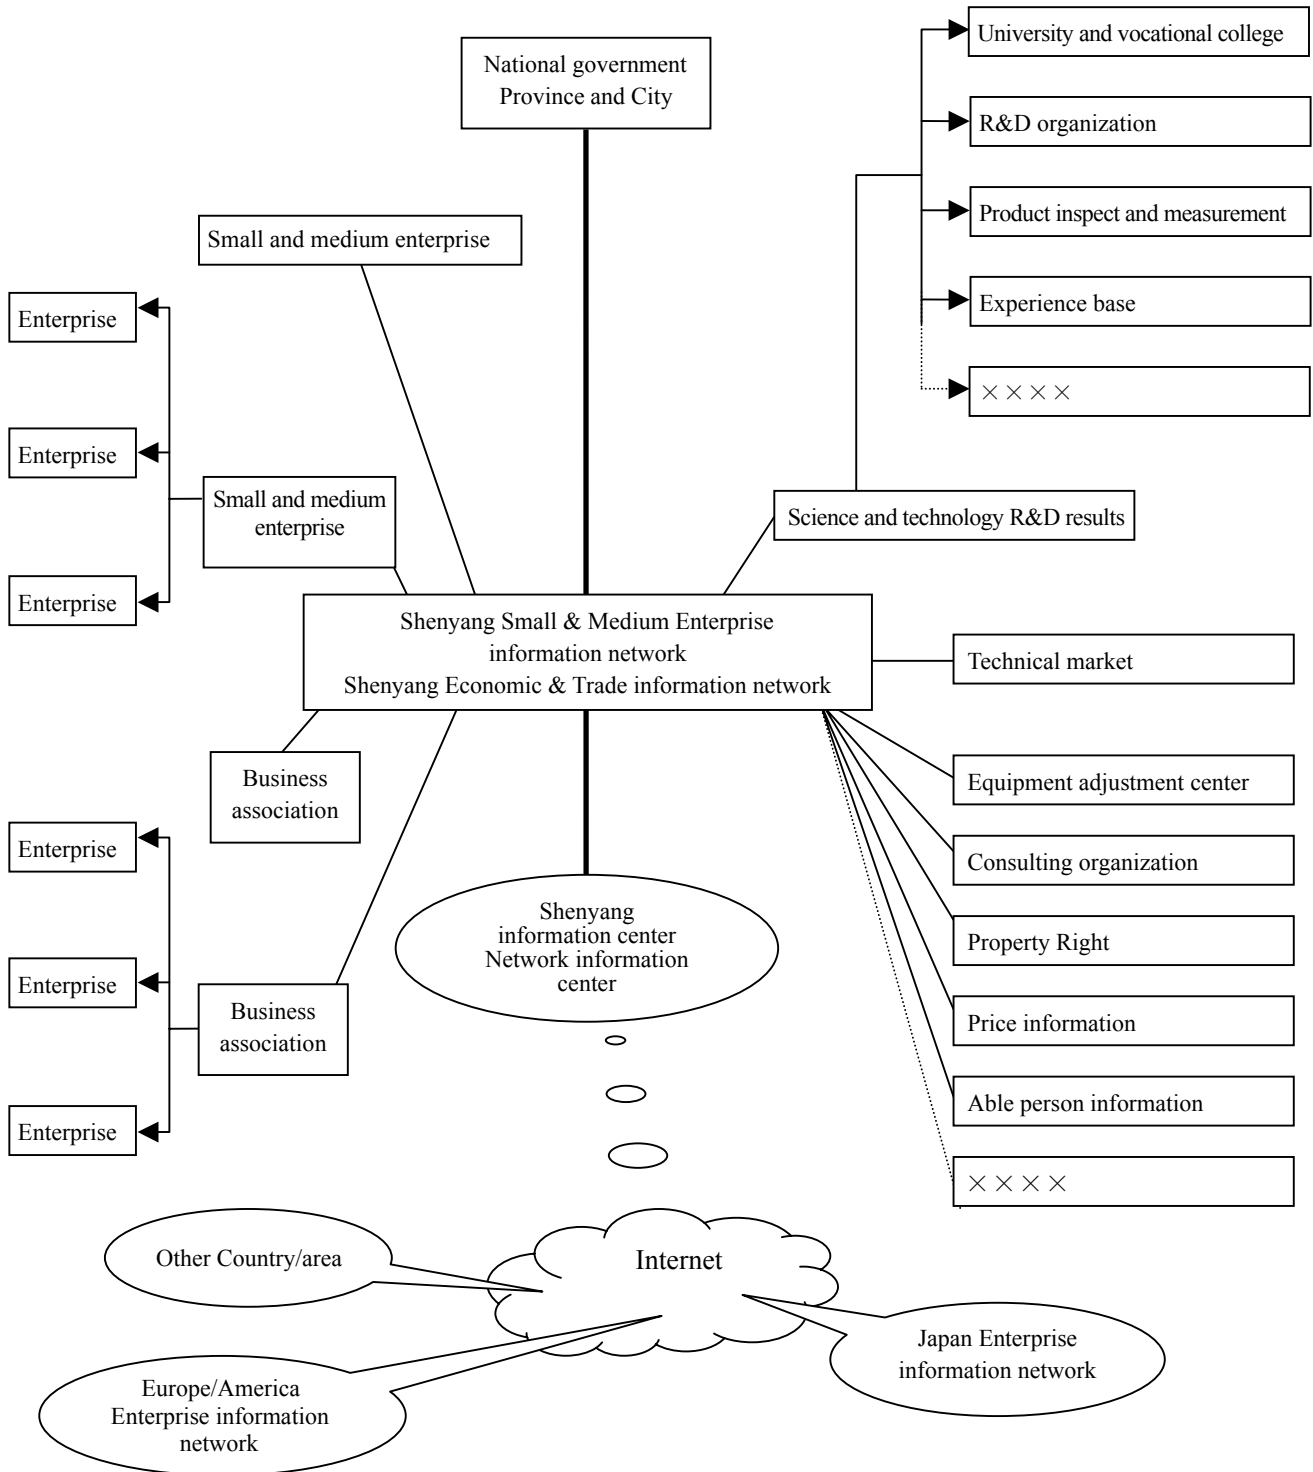 University and vocational college
National government
Province and City
R&D organization
Product inspect and measurement
Small and medium enterprise
Experience base
Enterprise
××××
Enterprise
Small and medium
enterprise
Science and technology R&D results
Enterprise
Shenyang Small & Medium Enterprise
information network
Shenyang Economic & Trade information network
Technical market
Business
association
Equipment adjustment center
Enterprise
Consulting organization
Shenyang
information center
Network information
center
Property Right
Enterprise
Business
association
Price information
Able person information
Enterprise
××××
Internet
Other Country/area
Japan Enterprise
information network
Europe/America
Enterprise information
network